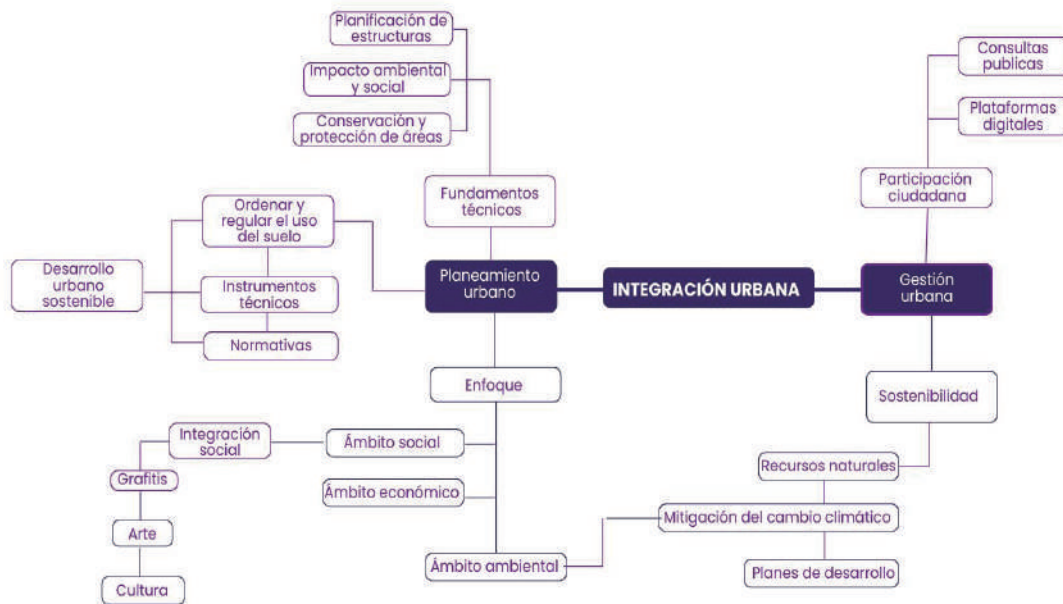 Planificación de
estructuras
Impacto ambiental
y social
Conservación y
protección de áreas
Consultas
publicas
Plataformas
digitales
Participación
ciudadana
Fundamentos
técnicos
Ordenar y
regular el uso
del suelo
Desarrollo
urbano
sostenible
Instrumentos
técnicos
Normativas
Planeamiento
urbano
INTEGRACIÓN URBANA
Gestión
urbana
Enfoque
Sostenibilidad
Integración
social
Ámbito social
Grafitis
Ámbito económico
Arte
Cultura
Ámbito ambiental
Recursos naturales
Mitigación del cambio climático
Planes de desarrollo